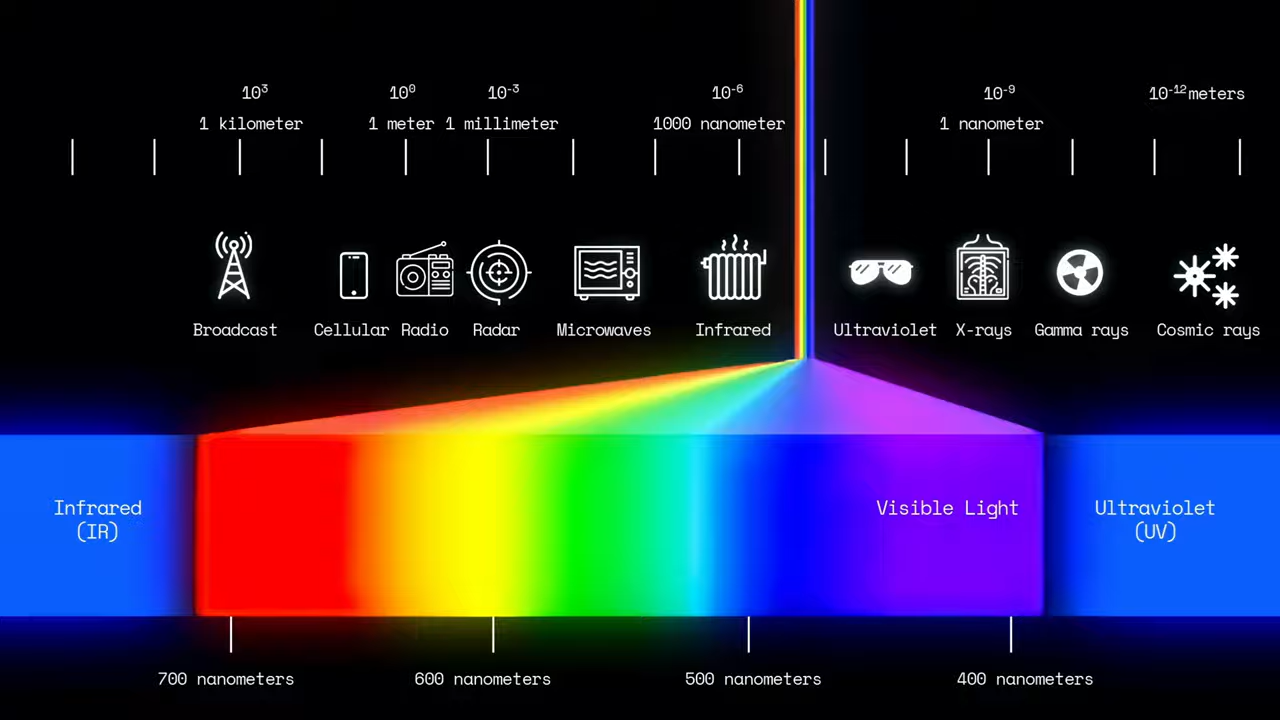 10³ 10⁰ 10⁻³ 10⁻⁶ 10⁻⁹ 10⁻¹² meters
1 kilometer 1 meter 1 millimeter 1000 nanometer 1 nanometer
Broadcast Cellular Radio Radar Microwaves Infrared Ultraviolet X-rays Gamma rays Cosmic rays
Infrared
(IR)
Visible Light
Ultraviolet
(UV)
700 nanometers 600 nanometers 500 nanometers 400 nanometers